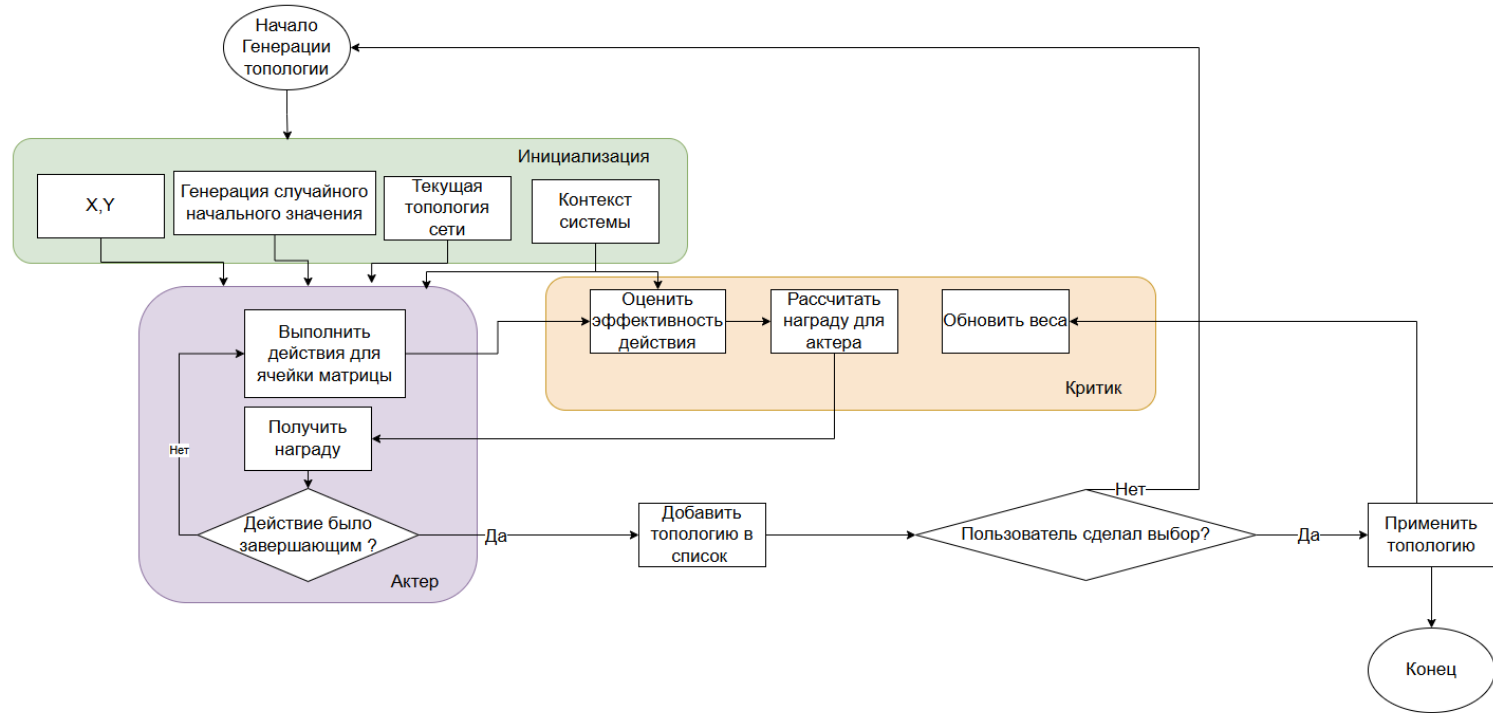 Начало
Генерации
топологии
Инициализация
X,Y
Генерация случайного
начального значения
Текущая
топология
сети
Контекст
системы
Выполнить
действия для
ячейки матрицы
Оценить
эффективность
действия
Рассчитать
награду для
актера
Обновить веса
Критик
Получить
награду
Нет
Действие было
завершающим ?
Актер
Да
Добавить
топологию в
список
Пользователь сделал выбор?
Нет
Да
Применить
топологию
Конец